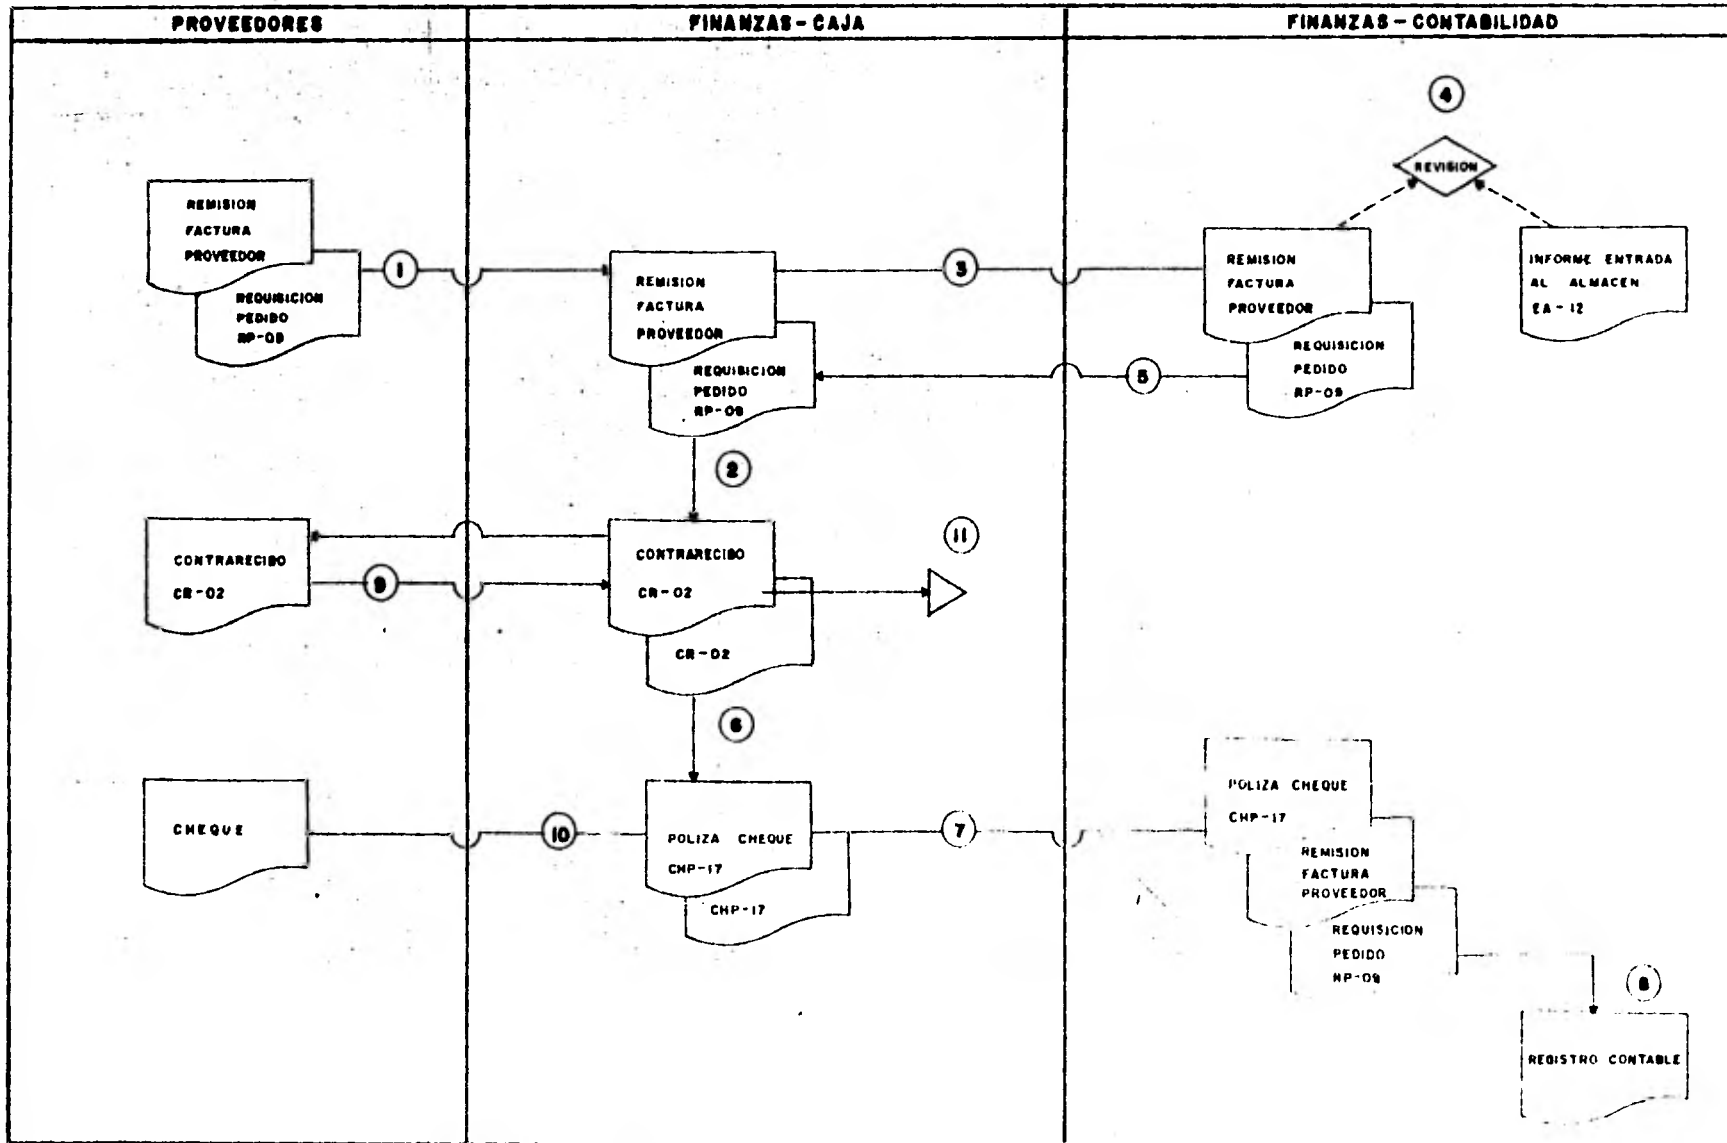 PROVEEDORES
FINANZAS-CAJA
FINANZAS-CONTABILIDAD
4
REVISION
REMISION
FACTURA
PROVEEDOR
REQUISICION
PEDIDO
RP-09
1
REMISION
FACTURA
PROVEEDOR
REQUISICION
PEDIDO
RP-09
3
REMISION
FACTURA
PROVEEDOR
REQUISICION
PEDIDO
RP-09
INFORME ENTRADA
AL ALMACEN
EA-12
5
2
CONTRARECIBO
CR-02
9
CONTRARECIBO
CR-02
CR-02
11
6
CHEQUE
10
POLIZA CHEQUE
CHP-17
CHP-17
7
POLIZA CHEQUE
CHP-17
REMISION
FACTURA
PROVEEDOR
REQUISICION
PEDIDO
RP-09
8
REGISTRO CONTABLE